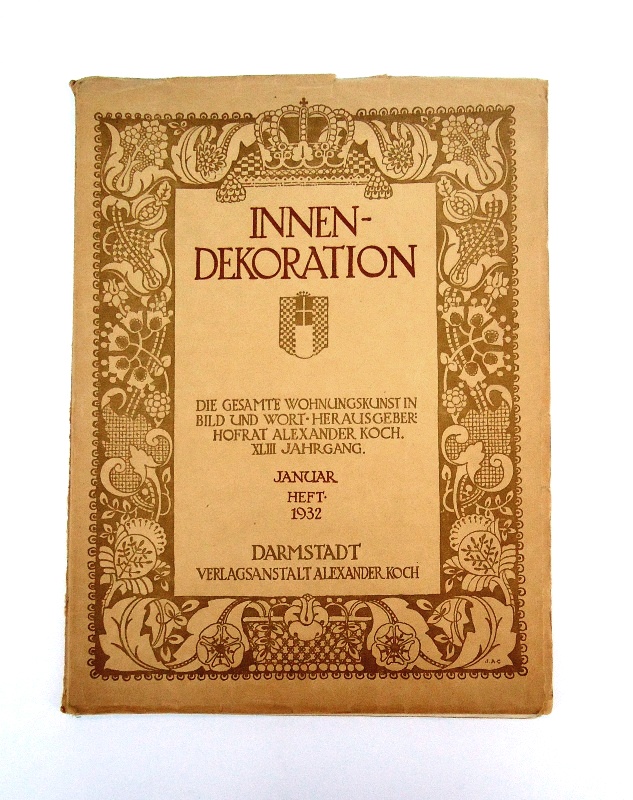 INNEN-
DEKORATION
DIE GESAMTE WOHNUNGSKUNST IN
BILD UND WORT · HERAUSGEBER:
HOFRAT ALEXANDER KOCH.
XLIII JAHRGANG.
JANUAR
HEFT·
1932
DARMSTADT
VERLAGSANSTALT ALEXANDER KOCH